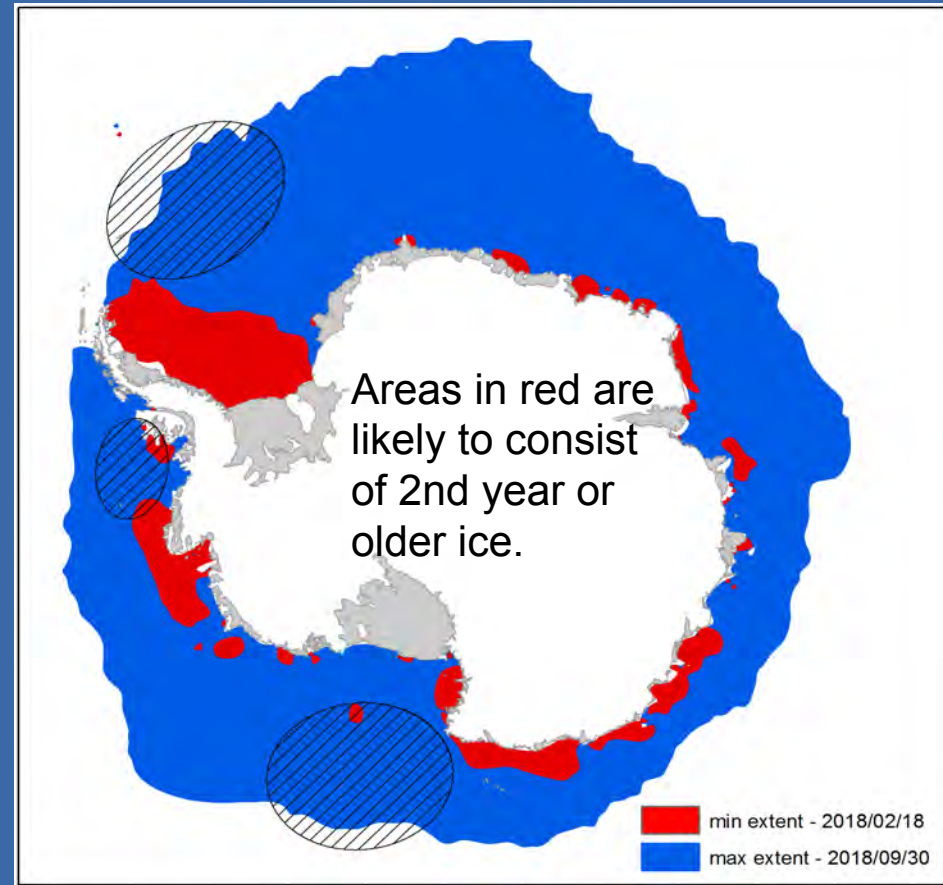 Areas in red are
likely to consist
of 2nd year or
older ice.
min extent - 2018/02/18
max extent - 2018/09/30